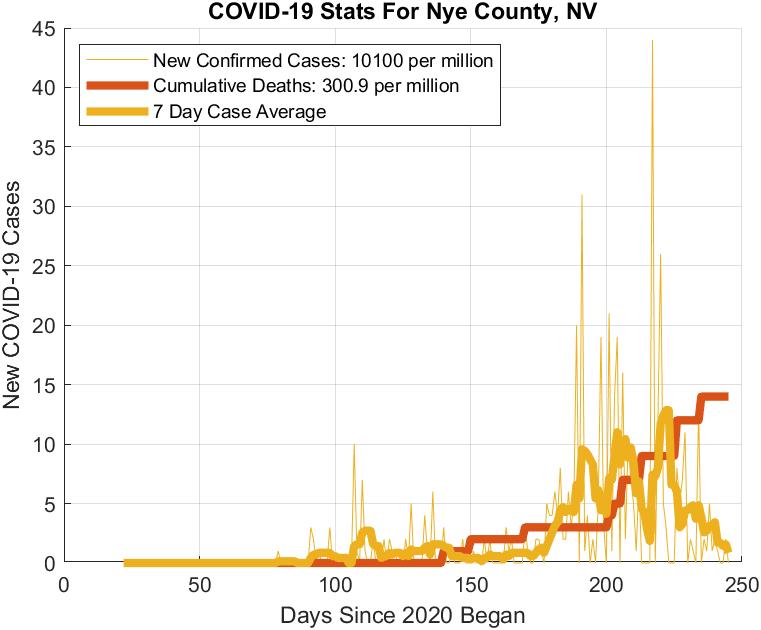 COVID-19 Stats For Nye County, NV
New Confirmed Cases: 10100 per million
Cumulative Deaths: 300.9 per million
7 Day Case Average
New COVID-19 Cases
45
40
35
30
25
20
15
10
5
0
0 50 100 150 200 250
Days Since 2020 Began